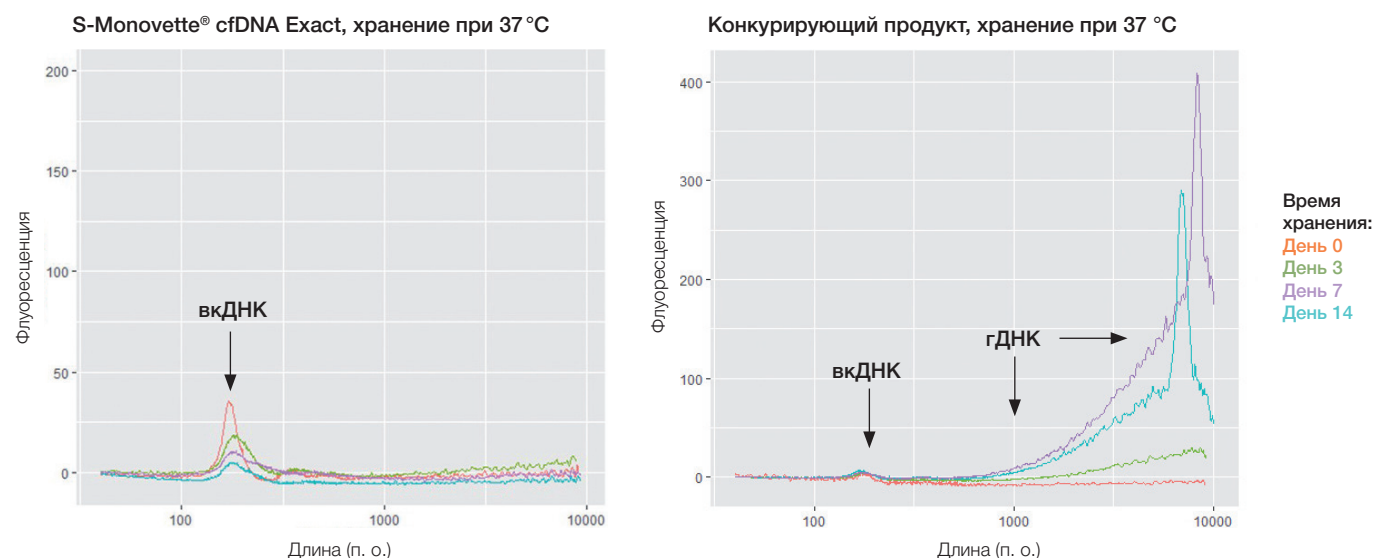 S-Monovette® cfDNA Exact, хранение при 37 °C
200
150
100
50
0
Флуоресценция
вкДНК
100
1000
10000
Длина (п. о.)
Конкурирующий продукт, хранение при 37 °C
400
300
200
100
0
Флуоресценция
вкДНК
гДНК
100
1000
10000
Длина (п. о.)
Время
хранения:
День 0
День 3
День 7
День 14